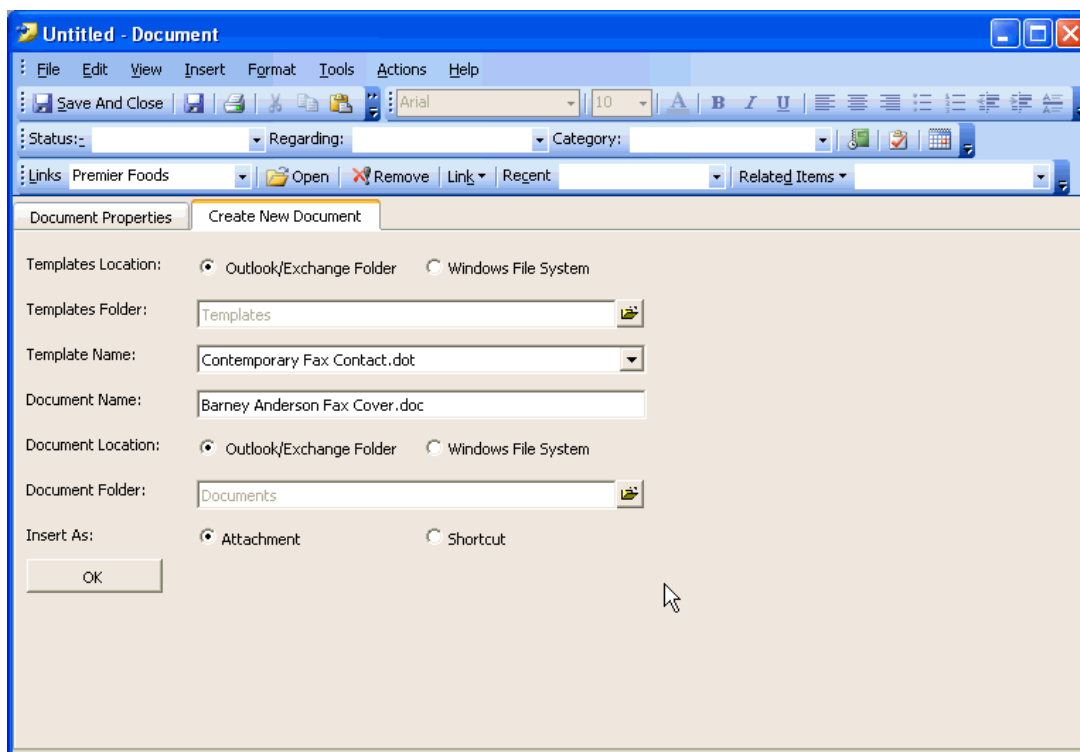 Untitled - Document
File Edit View Insert Format Tools Actions Help
Save And Close Arial 10 A B I U
Status:- Regarding: Category:
Links Premier Foods Open Remove Link Recent Related Items
Document Properties Create New Document
Templates Location: Outlook/Exchange Folder Windows File System
Templates Folder: Templates
Template Name: Contemporary Fax Contact.dot
Document Name: Barney Anderson Fax Cover.doc
Document Location: Outlook/Exchange Folder Windows File System
Document Folder: Documents
Insert As: Attachment Shortcut
OK